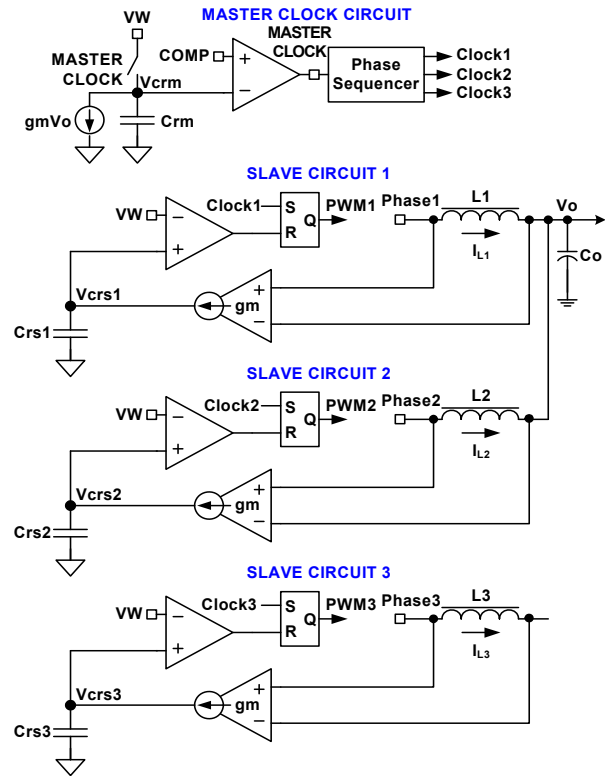 MASTER CLOCK CIRCUIT
VW
MASTER
CLOCK
COMP
MASTER
CLOCK
Phase
Sequencer
Clock1
Clock2
Clock3
Vcrm
gmVo
Crm
+
−
SLAVE CIRCUIT 1
VW
−
+
Clock1
S
R
Q
PWM1
Phase1
L1
IL1
Vo
Co
Vcrs1
gm
+
−
Crs1
SLAVE CIRCUIT 2
VW
−
+
Clock2
S
R
Q
PWM2
Phase2
L2
IL2
Vcrs2
gm
+
−
Crs2
SLAVE CIRCUIT 3
VW
−
+
Clock3
S
R
Q
PWM3
Phase3
L3
IL3
Vcrs3
gm
+
−
Crs3